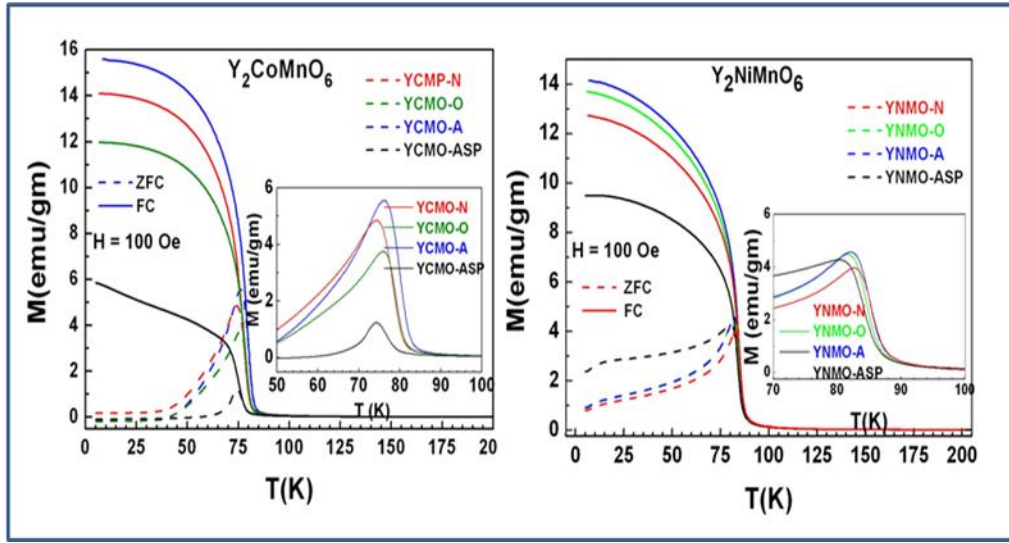 Y₂CoMnO₆
M(emu/gm)
16
14
12
10
8
6
4
2
0
YCMP-N
YCMO-O
YCMO-A
YCMO-ASP
ZFC
FC
H = 100 Oe
M (emu/gm)
6
4
2
0
YCMO-N
YCMO-O
YCMO-A
YCMO-ASP
50 60 70 80 90 100
T (K)
0 25 50 75 100 125 150 175 20
T(K)
Y₂NiMnO₆
M(emu/gm)
14
12
10
8
6
4
2
0
YNMO-N
YNMO-O
YNMO-A
YNMO-ASP
H = 100 Oe
ZFC
FC
M (emu/gm)
6
4
2
0
YNMO-N
YNMO-O
YNMO-A
YNMO-ASP
70 80 90 100
T(K)
0 25 50 75 100 125 150 175 200
T(K)